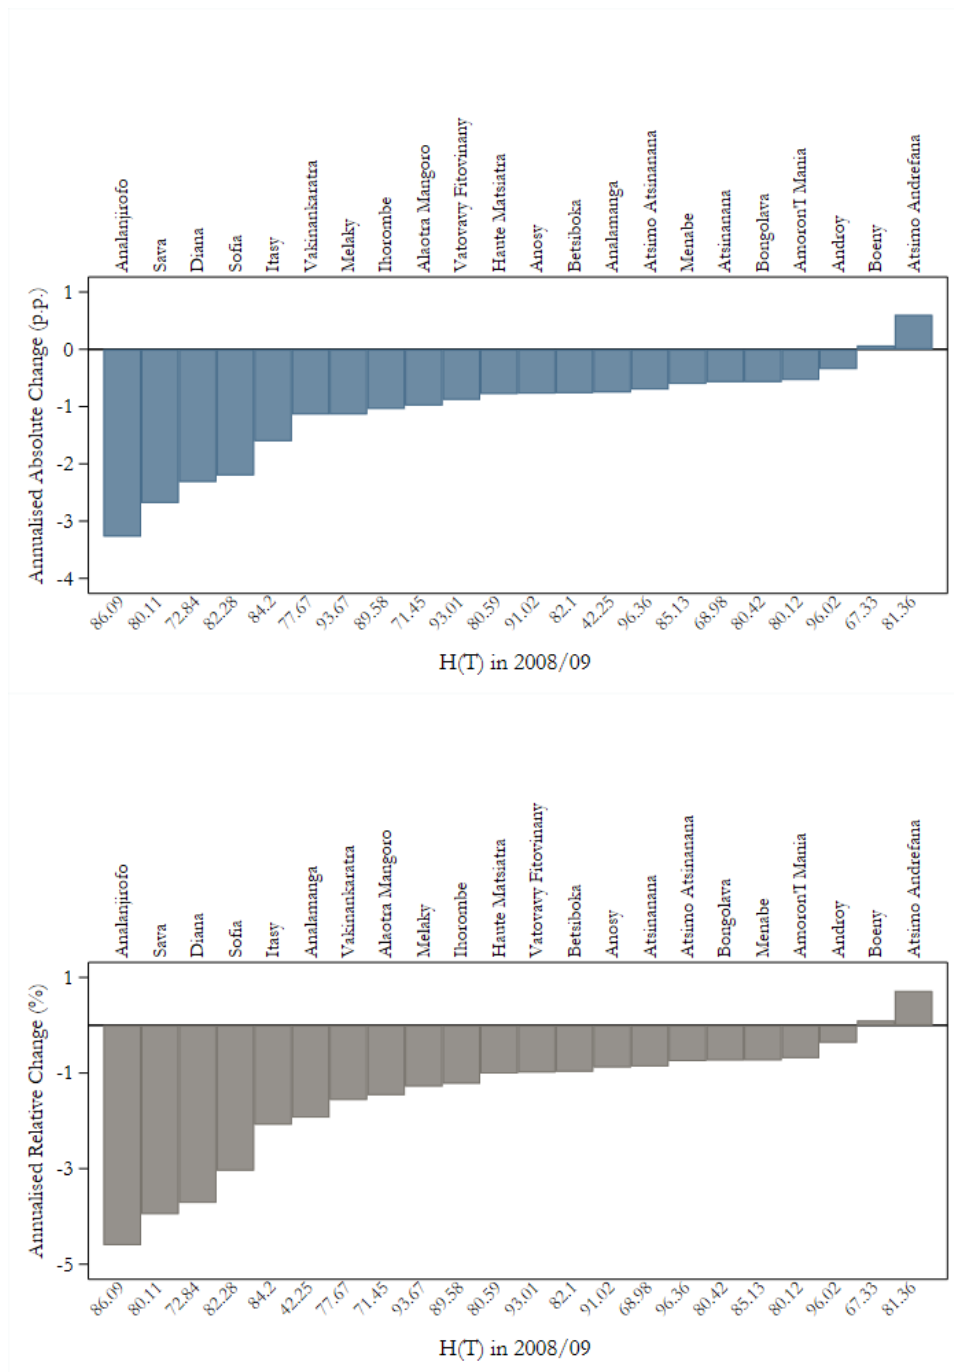 Analanjirofo
Sava
Diana
Sofia
Itasy
Vakinankaratra
Melaky
Ihorombe
Alaotra Mangoro
Vatovavy Fitovinany
Haute Matsiatra
Anosy
Betsiboka
Analamanga
Atsimo Atsinanana
Menabe
Atsinanana
Bongolava
Amoron'I Mania
Androy
Boeny
Atsimo Andrefana
Annualised Absolute Change (p.p.)
1
0
-1
-2
-3
-4
86.09
80.11
72.84
82.28
84.2
77.67
93.67
89.58
71.45
93.01
80.59
91.02
82.1
42.25
96.36
85.13
68.98
80.42
80.12
96.02
67.33
81.36
H(T) in 2008/09
Analanjirofo
Sava
Diana
Sofia
Itasy
Analamanga
Vakinankaratra
Alaotra Mangoro
Melaky
Ihorombe
Haute Matsiatra
Vatovavy Fitovinany
Betsiboka
Anosy
Atsinanana
Atsimo Atsinanana
Bongolava
Menabe
Amoron'I Mania
Androy
Boeny
Atsimo Andrefana
Annualised Relative Change (%)
1
-1
-3
-5
86.09
80.11
72.84
82.28
84.2
42.25
77.67
71.45
93.67
89.58
80.59
93.01
82.1
91.02
68.98
96.36
80.42
85.13
80.12
96.02
67.33
81.36
H(T) in 2008/09